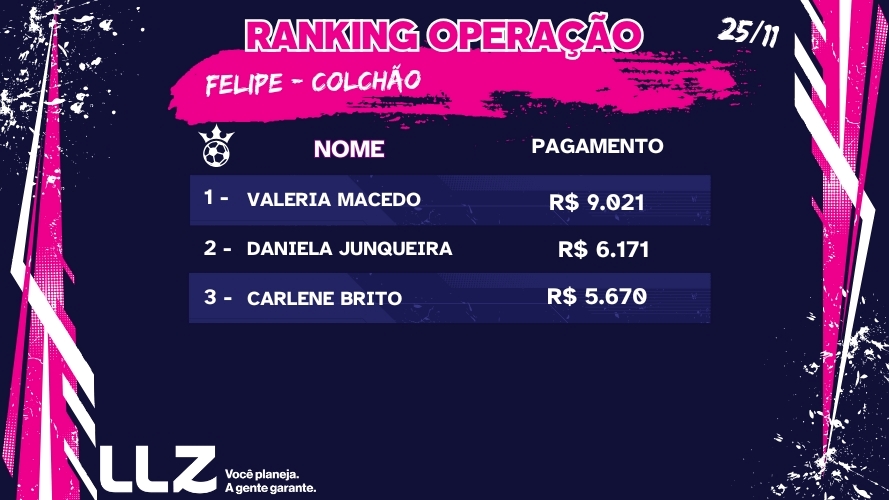 RANKING OPERAÇÃO
25/11
FELIPE - COLCHÃO
NOME PAGAMENTO
1 - VALERIA MACEDO R$ 9.021
2 - DANIELA JUNQUEIRA R$ 6.171
3 - CARLENE BRITO R$ 5.670
LLZ
Você planeja.
A gente garante.